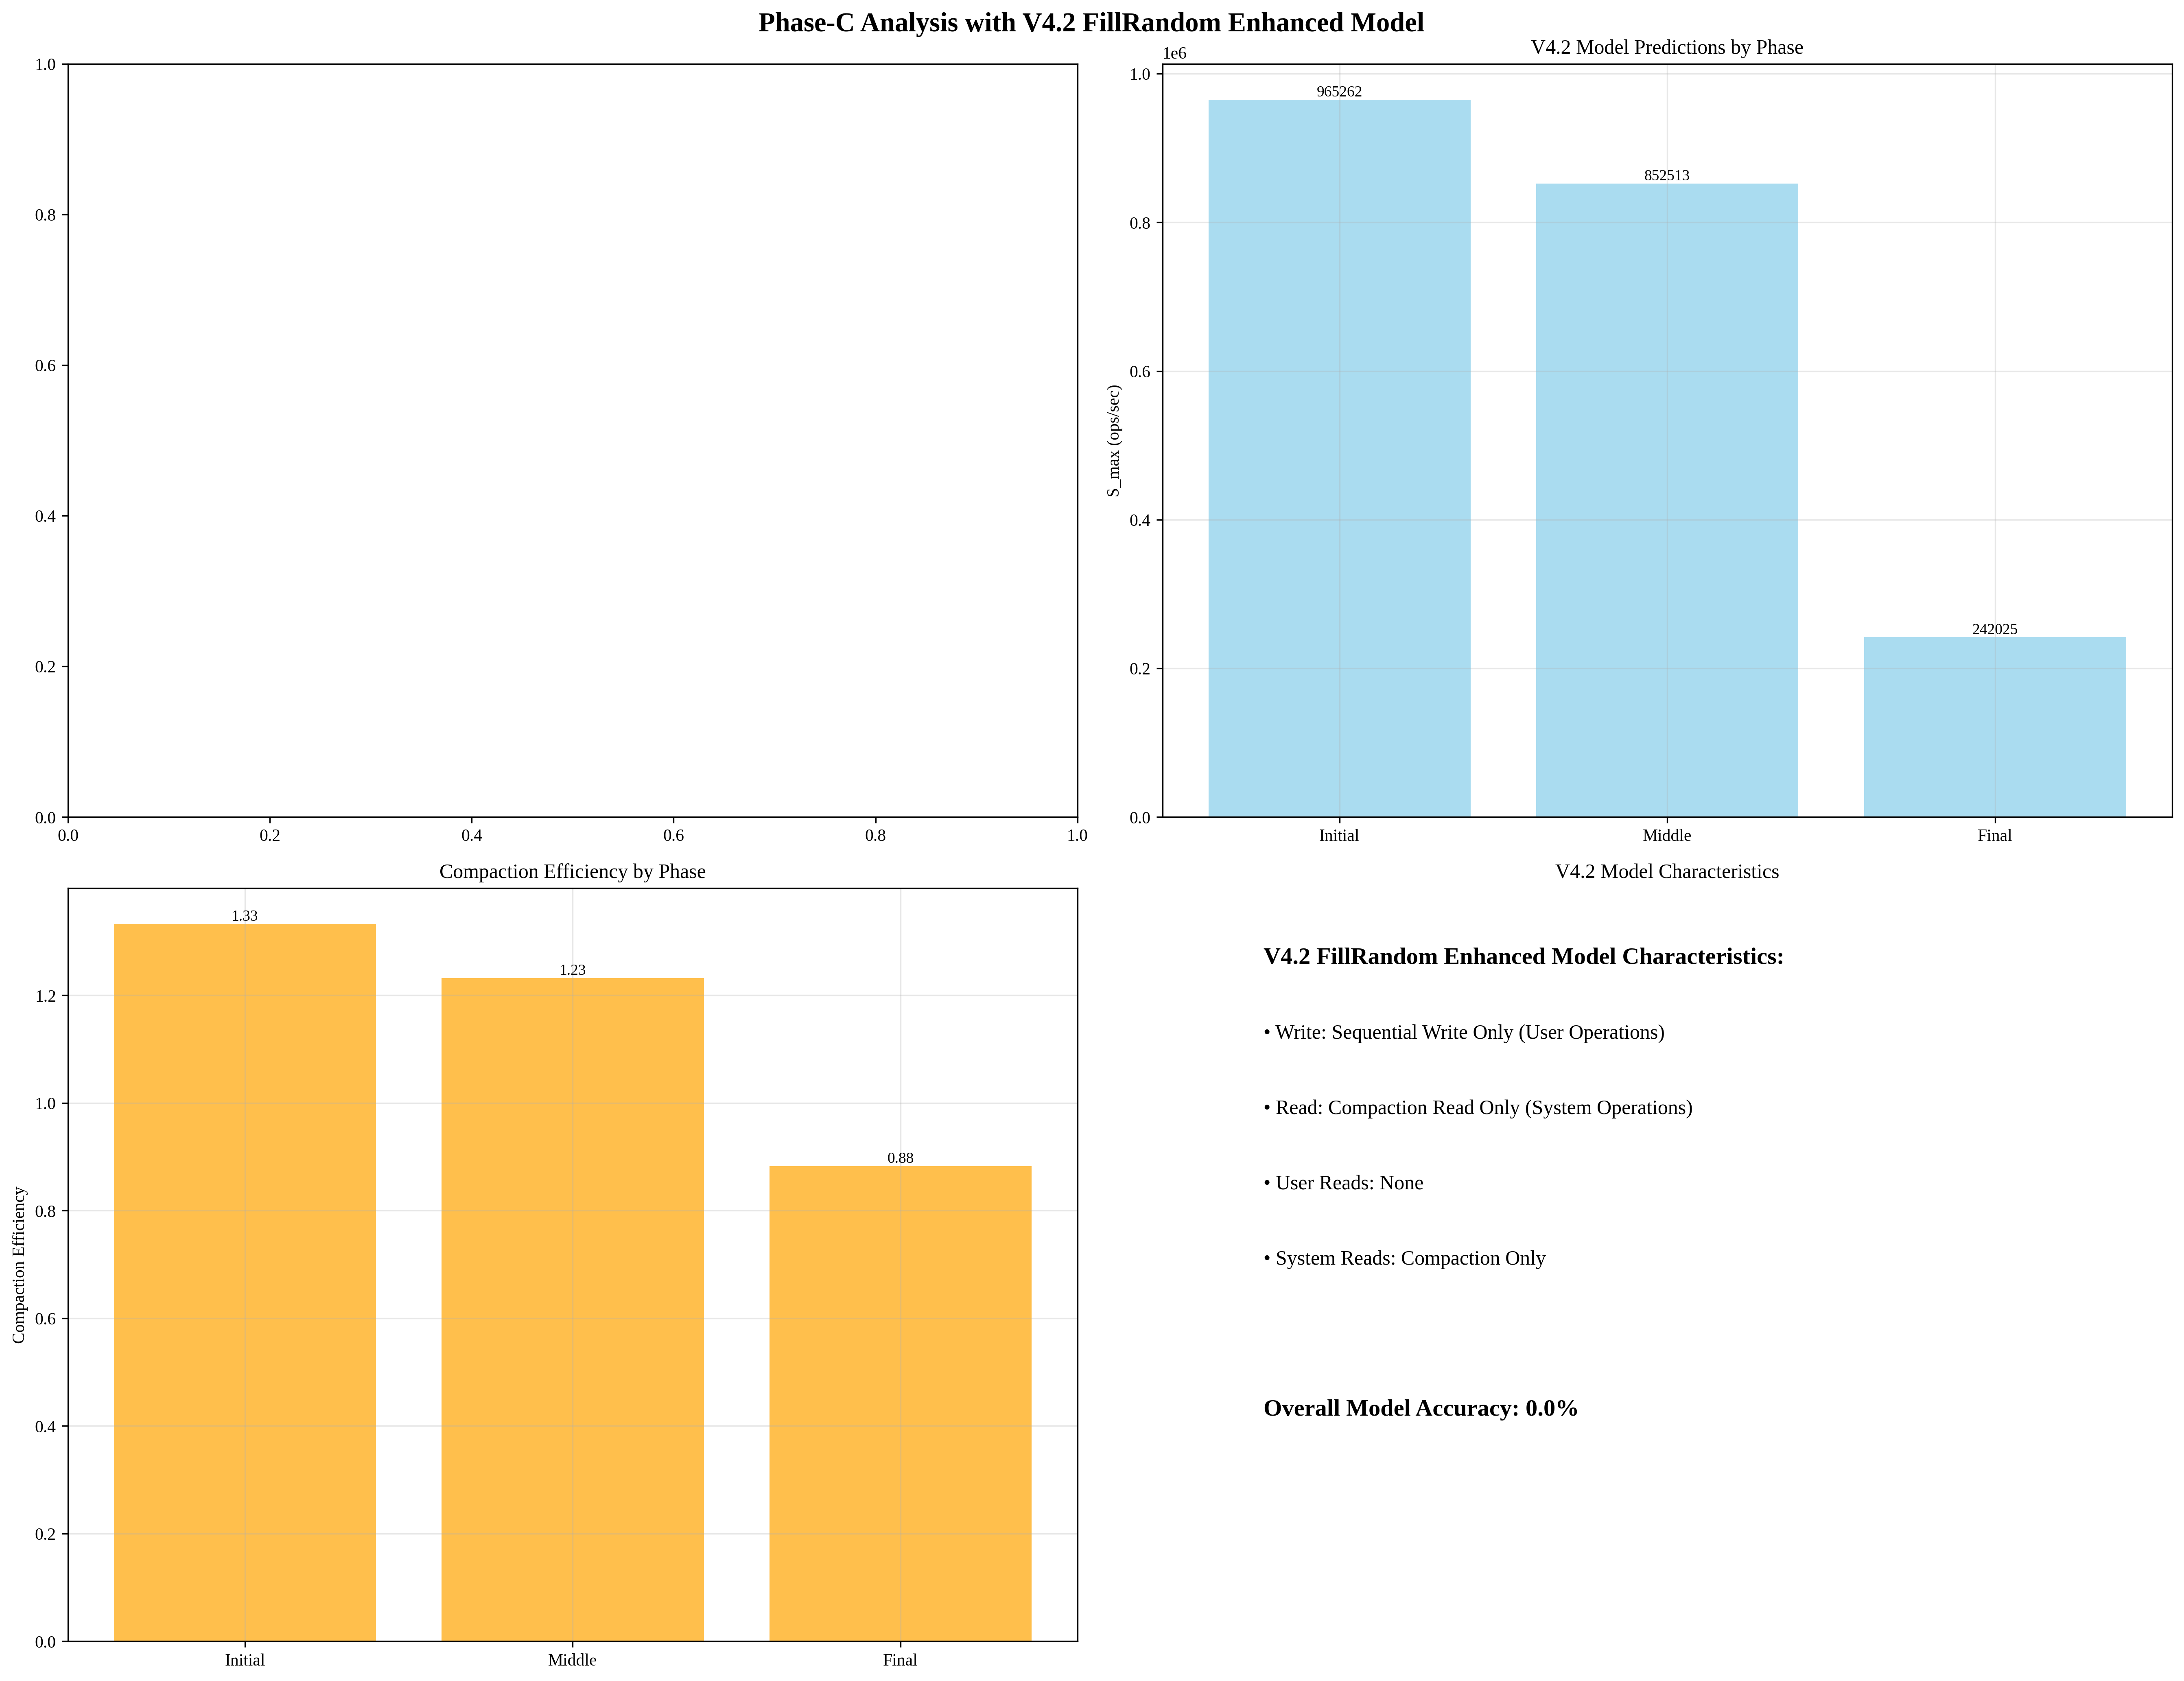 Phase-C Analysis with V4.2 FillRandom Enhanced Model
1.0
0.8
0.6
0.4
0.2
0.0
0.0 0.2 0.4 0.6 0.8 1.0
V4.2 Model Predictions by Phase
1e6
S_max (ops/sec)
1.0
0.8
0.6
0.4
0.2
0.0
965262
852513
242025
Initial Middle Final
Compaction Efficiency by Phase
Compaction Efficiency
1.2
1.0
0.8
0.6
0.4
0.2
0.0
1.33
1.23
0.88
Initial Middle Final
V4.2 Model Characteristics
V4.2 FillRandom Enhanced Model Characteristics:
• Write: Sequential Write Only (User Operations)
• Read: Compaction Read Only (System Operations)
• User Reads: None
• System Reads: Compaction Only
Overall Model Accuracy: 0.0%